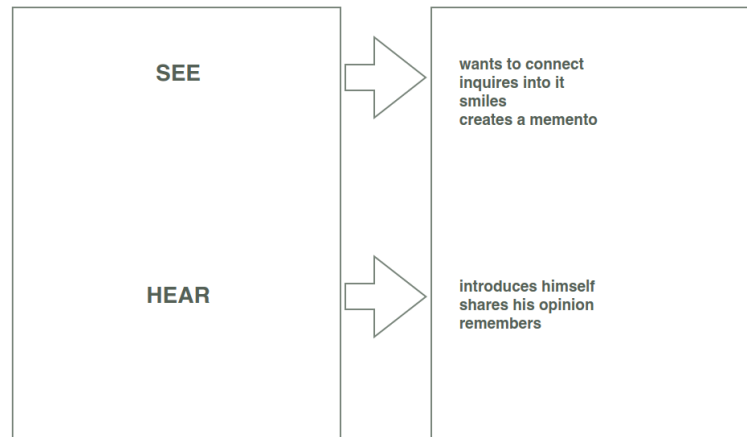 SEE
wants to connect
inquires into it
smiles
creates a memento
HEAR
introduces himself
shares his opinion
remembers